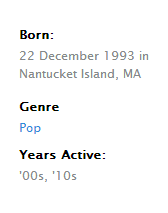 Born:
22 December 1993 in
Nantucket Island, MA
Genre
Pop
Years Active:
'00s, '10s